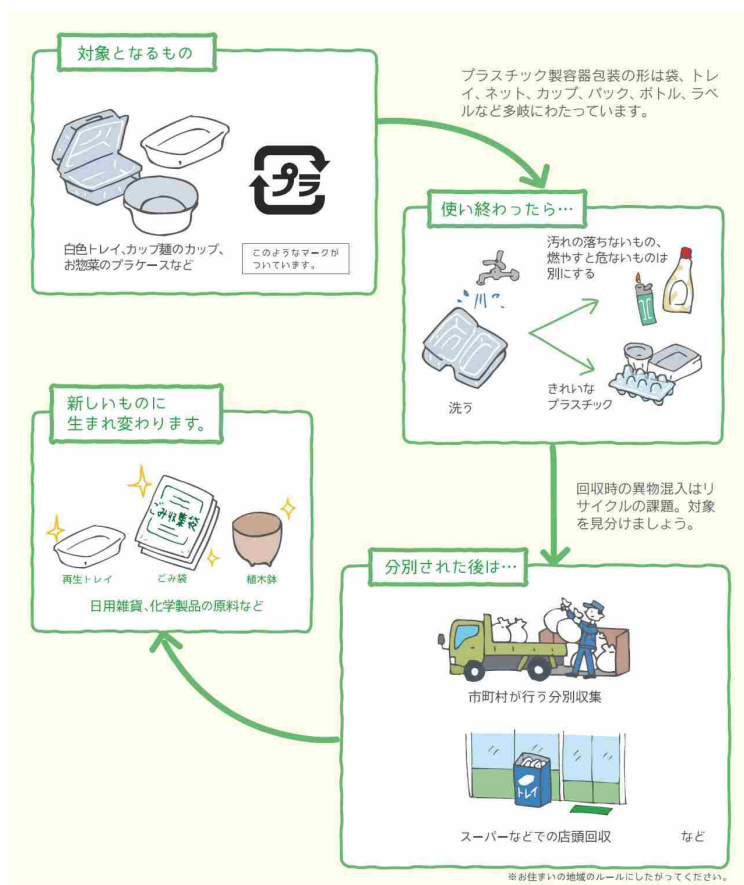 対象となるもの
プラスチック製容器包装の形は袋、トレ
イ、ネット、カップ、パック、ボトル、ラベ
ルなど多岐にわたっています。
プラ
白色トレイ、カップ麺のカップ、
お惣菜のプラケースなど
このようなマークが
ついています。
使い終わったら…
汚れの落ちないもの、
燃やすと危ないものは
別にする
洗う
きれいな
プラスチック
回収時の異物混入はリ
サイクルの課題。対象
を見分けましょう。
分別された後は…
市町村が行う分別収集
トレイ
スーパーなどでの店頭回収
など
新しいものに
生まれ変わります。
ごみ収集袋
再生トレイ
ごみ袋
植木鉢
日用雑貨、化学製品の原料など
※お住まいの地域のルールにしたがってください。